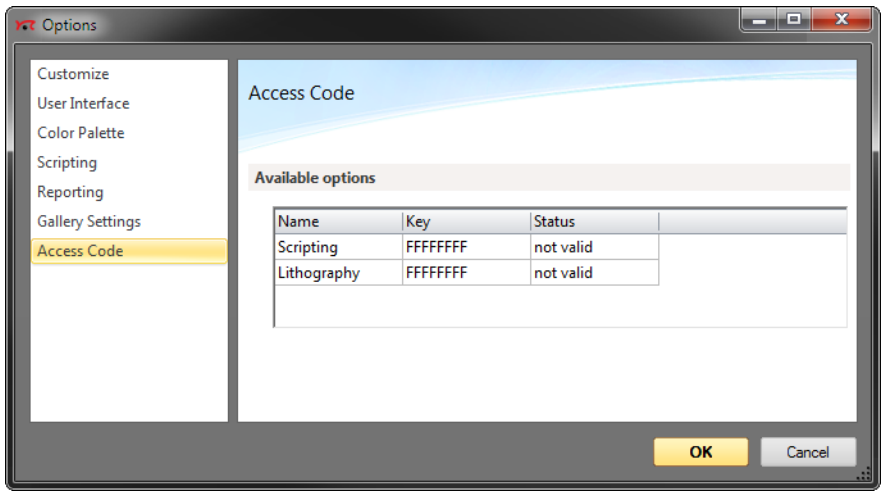 Options
Customize
User Interface
Color Palette
Scripting
Reporting
Gallery Settings
Access Code
Access Code
Available options
Name Key Status
Scripting FFFFFFFF not valid
Lithography FFFFFFFF not valid
OK Cancel